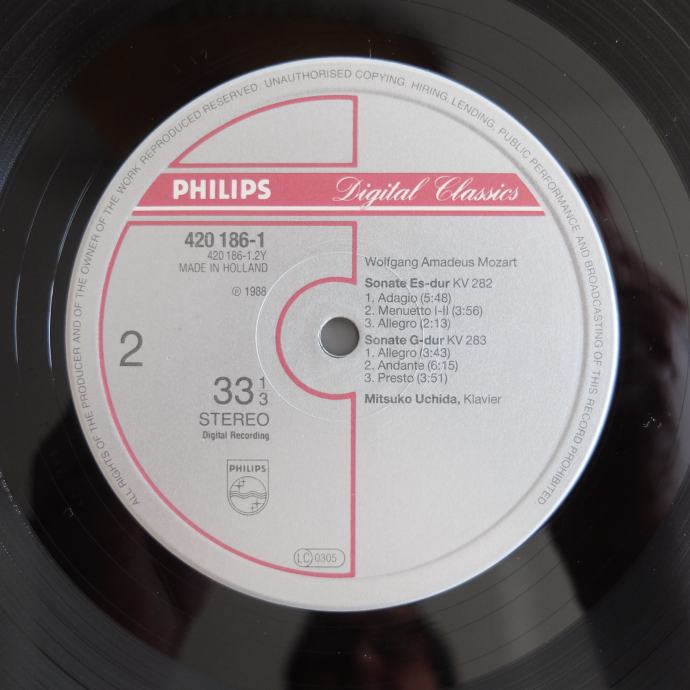 ALL RIGHTS OF THE PRODUCER AND OF THE OWNER OF THE WORK REPRODUCED RESERVED. UNAUTHORISED COPYING, HIRING, LENDING, PUBLIC PERFORMANCE AND BROADCASTING OF THIS RECORD PROHIBITED
PHILIPS Digital Classics
420 186-1
420 186-1.2Y
MADE IN HOLLAND
℗ 1988
2
33 1/3
STEREO
Digital Recording
PHILIPS
LC 0305
Wolfgang Amadeus Mozart
Sonate Es-dur KV 282
1. Adagio (5:48)
2. Menuetto I-II (3:56)
3. Allegro (2:13)
Sonate G-dur KV 283
1. Allegro (3:43)
2. Andante (6:15)
3. Presto (3:51)
Mitsuko Uchida, Klavier